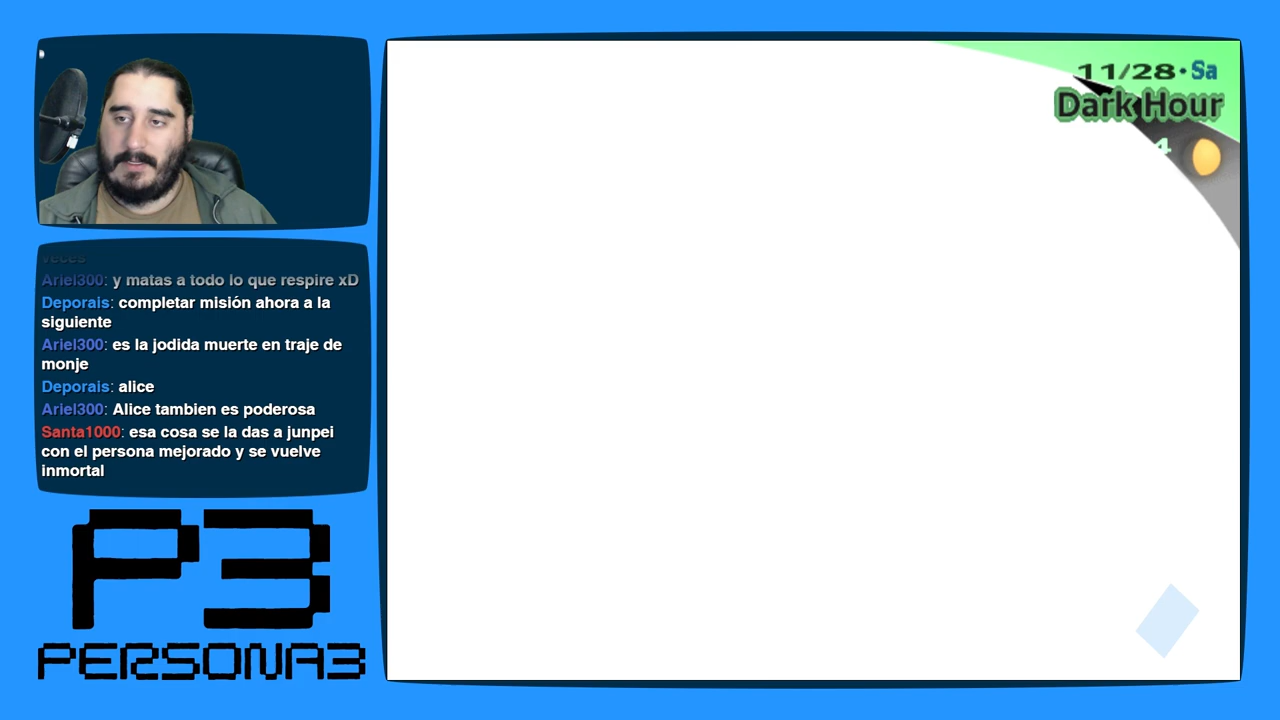 veces
Ariel300: y matas a todo lo que respire xD
Deporais: completar misión ahora a la
siguiente
Ariel300: es la jodida muerte en traje de
monje
Deporais: alice
Ariel300: Alice tambien es poderosa
Santa1000: esa cosa se la das a junpei
con el persona mejorado y se vuelve
inmortal
P3
PERSONA3
11/28•Sa
Dark Hour
4